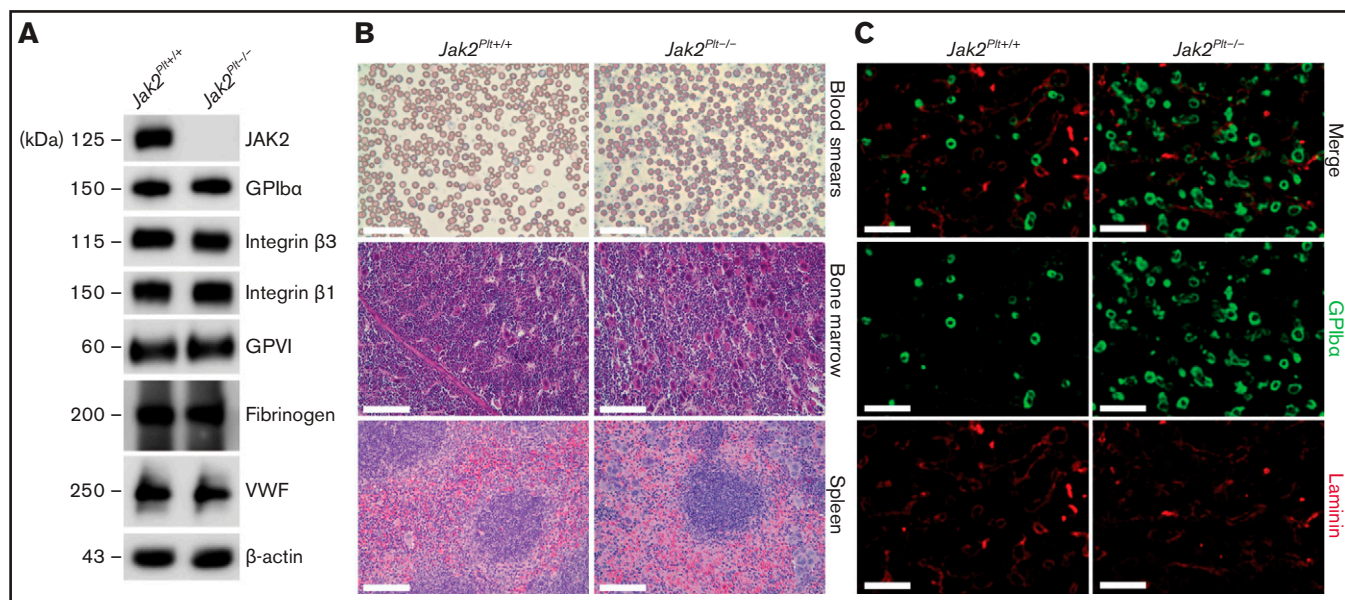 A
Jak2Plt+/+
Jak2Plt−/−
(kDa) 125 – JAK2
150 – GPIbα
115 – Integrin β3
150 – Integrin β1
60 – GPVI
200 – Fibrinogen
250 – VWF
43 – β-actin
B
Jak2Plt+/+
Jak2Plt−/−
Blood smears
Bone marrow
Spleen
C
Jak2Plt+/+
Jak2Plt−/−
Merge
GPIbα
Laminin